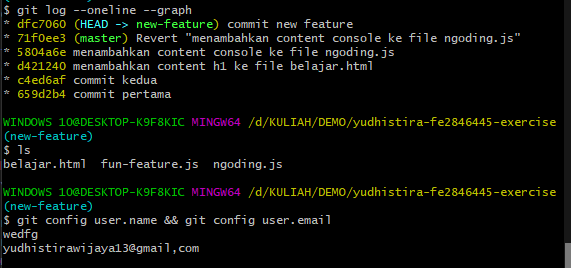 $ git log --oneline --graph
* dfc7060 (HEAD -> new-feature) commit new feature
* 71f0ee3 (master) Revert "menambahkan content console ke file ngoding.js"
* 5804a6e menambahkan content console ke file ngoding.js
* d421240 menambahkan content h1 ke file belajar.html
* c4ed6af commit kedua
* 659d2b4 commit pertama
WINDOWS 10@DESKTOP-K9F8KIC MINGW64 /d/KULIAH/DEMO/yudhistira-fe2846445-exercise
(new-feature)
$ ls
belajar.html  fun-feature.js  ngoding.js
WINDOWS 10@DESKTOP-K9F8KIC MINGW64 /d/KULIAH/DEMO/yudhistira-fe2846445-exercise
(new-feature)
$ git config user.name && git config user.email
wedfg
yudhistirawijaya13@gmail,com